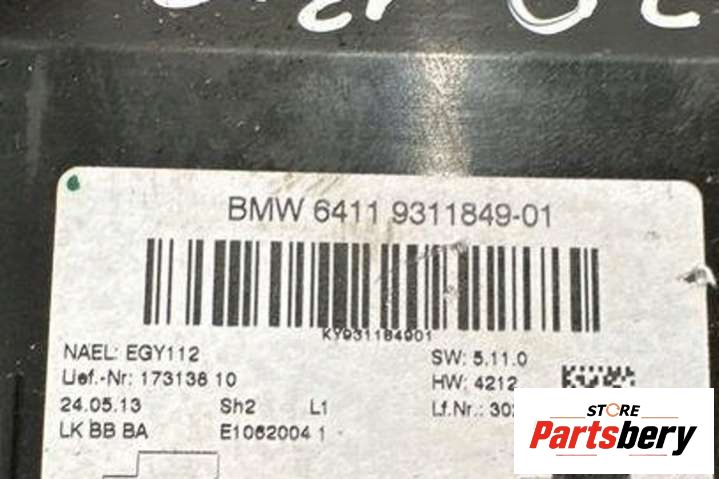 BMW 6411 9311849-01
KY931184901
NAEL: EGY112
SW: 5.11.0
Lief.-Nr: 173138 10
HW: 4212
24.05.13 Sh2 L1
Lf.Nr.: 302
LK BB BA E1062004 1
STORE
Partsbery